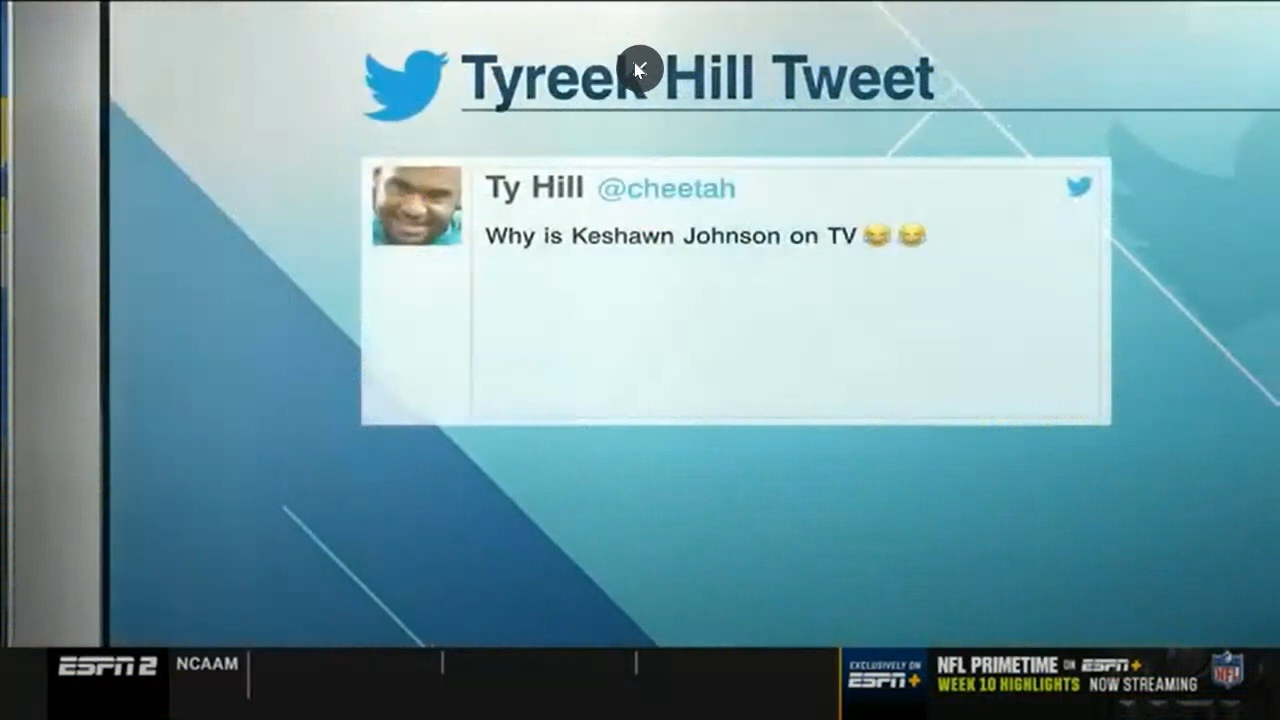 Tyreek Hill Tweet
Ty Hill @cheetah
Why is Keshawn Johnson on TV 😂 😂
ESPN2 NCAAM
EXCLUSIVELY ON
ESPN+
NFL PRIMETIME ON ESPN+
WEEK 10 HIGHLIGHTS NOW STREAMING
NFL